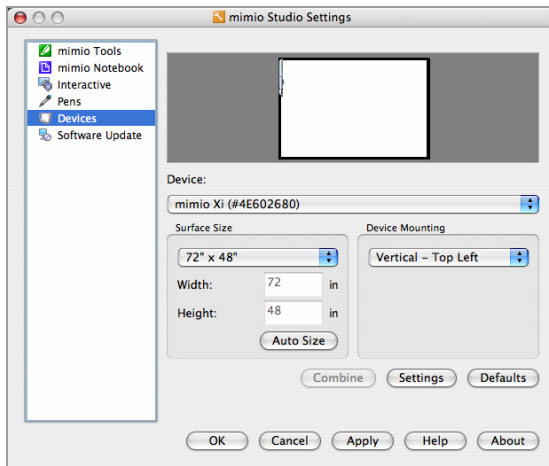 mimio Studio Settings
mimio Tools
mimio Notebook
Interactive
Pens
Devices
Software Update
Device:
mimio Xi (#4E602680)
Surface Size
Device Mounting
72" x 48"
Vertical - Top Left
Width: 72 in
Height: 48 in
Auto Size
Combine Settings Defaults
OK Cancel Apply Help About